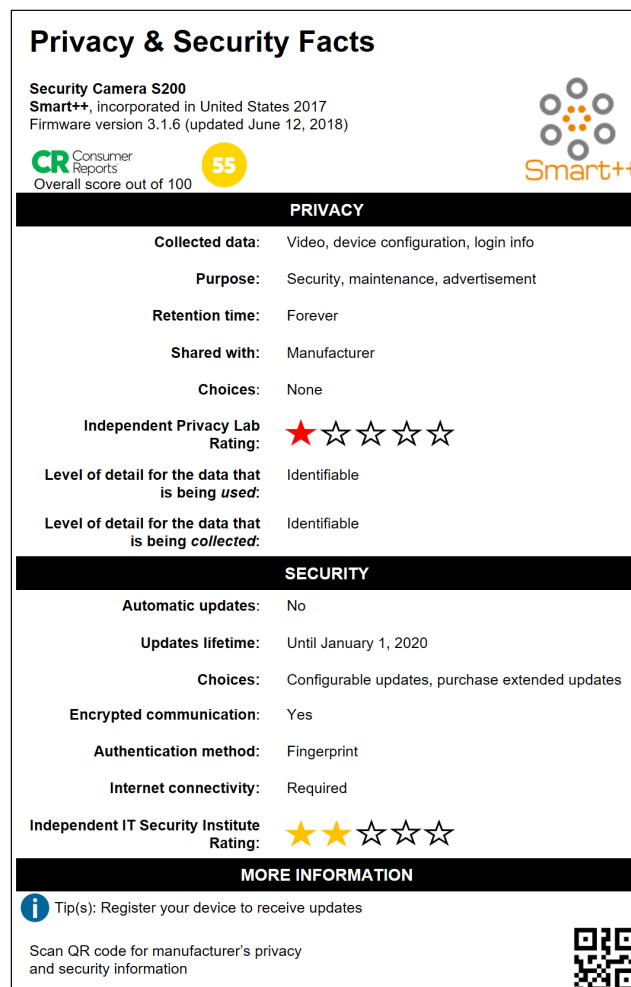 Privacy & Security Facts
Security Camera S200
Smart++, incorporated in United States 2017
Firmware version 3.1.6 (updated June 12, 2018)
CR Consumer
Reports
55
Overall score out of 100
Smart++
PRIVACY
Collected data: Video, device configuration, login info
Purpose: Security, maintenance, advertisement
Retention time: Forever
Shared with: Manufacturer
Choices: None
Independent Privacy Lab
Rating:
Level of detail for the data that Identifiable
is being used:
Level of detail for the data that Identifiable
is being collected:
SECURITY
Automatic updates: No
Updates lifetime: Until January 1, 2020
Choices: Configurable updates, purchase extended updates
Encrypted communication: Yes
Authentication method: Fingerprint
Internet connectivity: Required
Independent IT Security Institute
Rating:
MORE INFORMATION
i Tip(s): Register your device to receive updates
Scan QR code for manufacturer's privacy
and security information